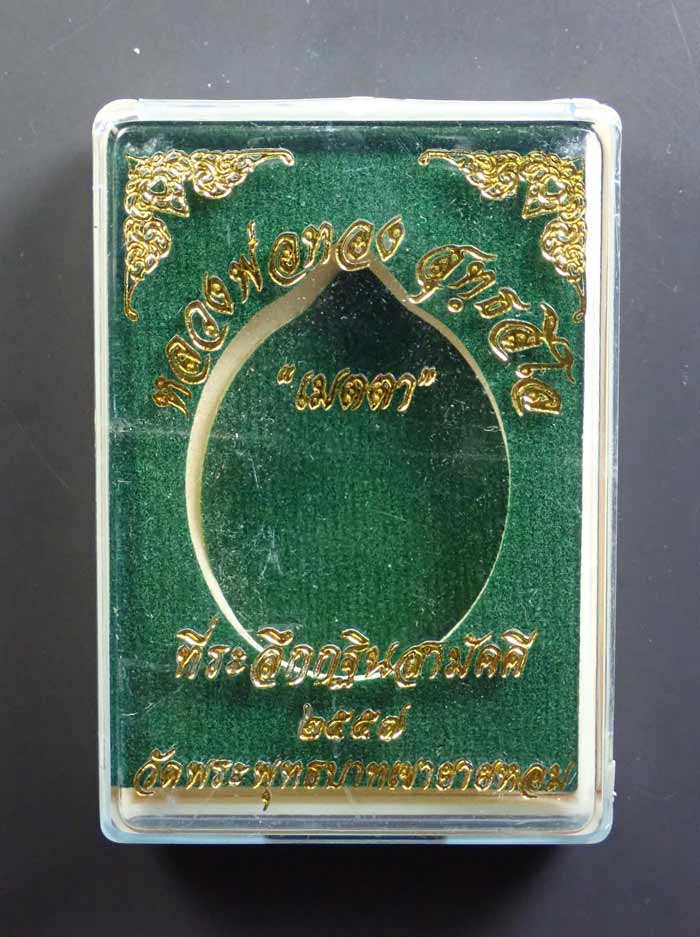 หลวงพ่อทอง สุทธสีโล
"เมตตา"
ที่ระลึกกฐินสามัคคี
๒๕๕๗
วัดพระพุทธบาทเขายายหอม